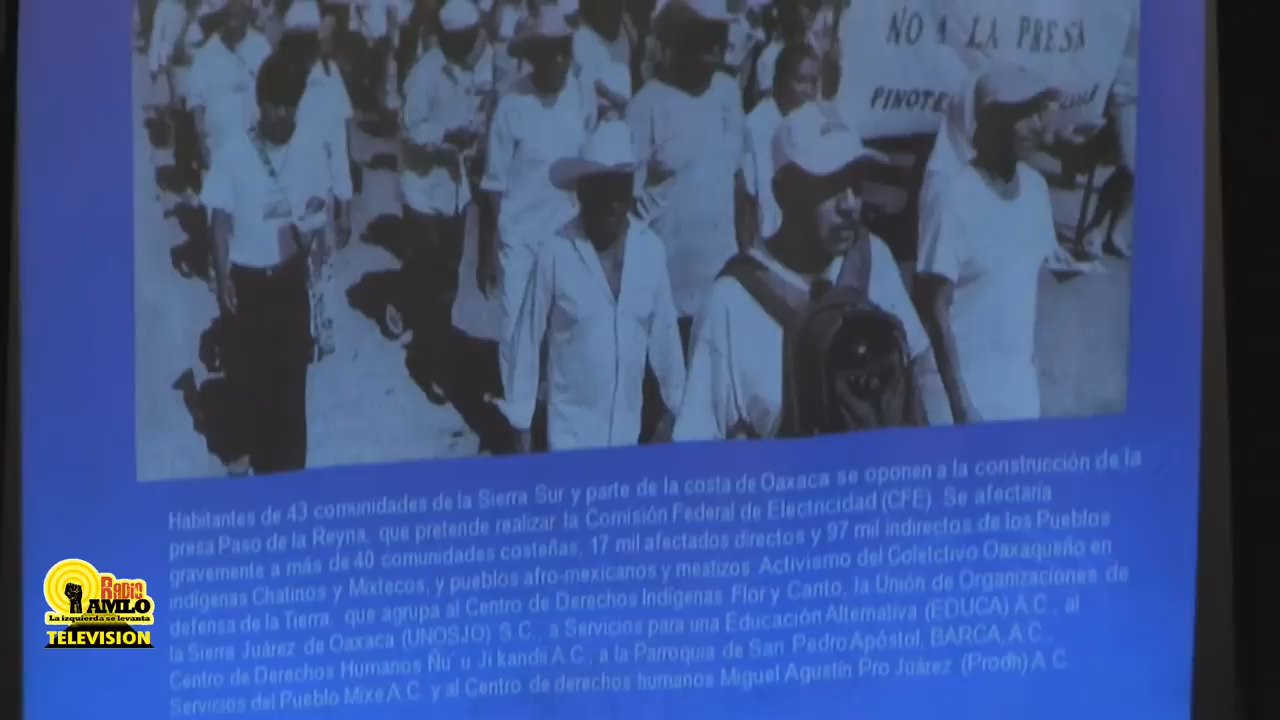 NO A LA PRESA
PINOTE
Habitantes de 43 comunidades de la Sierra Sur y parte de la costa de Oaxaca se oponen a la construcción de la
presa Paso de la Reyna, que pretende realizar la Comisión Federal de Electricidad (CFE). Se afectaría
gravemente a más de 40 comunidades costeñas, 17 mil afectados directos y 97 mil indirectos de los Pueblos
indígenas Chatinos y Mixtecos, y pueblos afro-mexicanos y mestizos. Activismo del Coletctivo Oaxaqueño en
defensa de la Tierra, que agrupa al Centro de Derechos Indígenas Flor y Canto, la Unión de Organizaciones de
la Sierra Juárez de Oaxaca (UNOSJO) S.C., a Servicios para una Educación Alternativa (EDUCA) A.C., al
Centro de Derechos Humanos Ñu´u Ji kandii A.C., a la Parroquia de San Pedro Apóstol, BARCA, A.C.,
Servicios del Pueblo Mixe A.C. y al Centro de derechos humanos Miguel Agustín Pro Juárez (Prodh) A.C.
RADIO
AMLO
La izquierda se levanta
TELEVISION